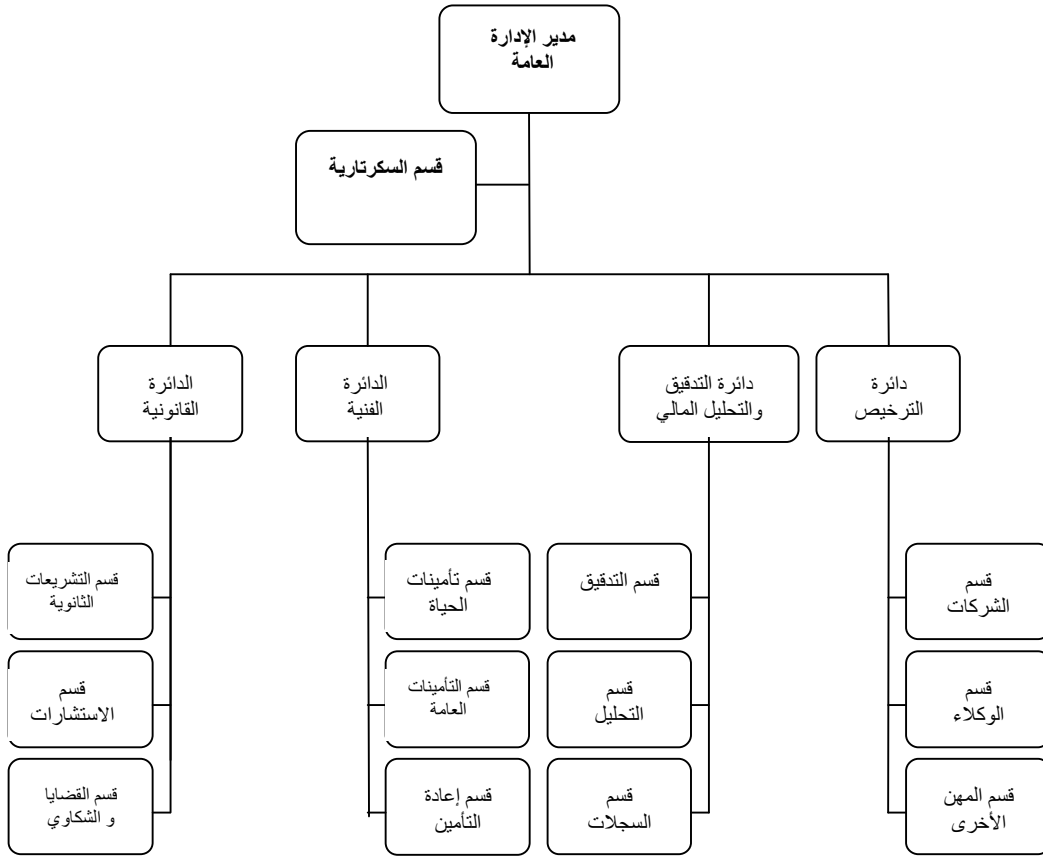 مدير الإدارة
العامة
قسم السكرتارية
دائرة
الترخيص
دائرة التدقيق
والتحليل المالي
الدائرة
الفنية
الدائرة
القانونية
قسم
الشركات
قسم
الوكلاء
قسم المهن
الأخرى
قسم التدقيق
قسم
التحليل
قسم
السجلات
قسم تأمينات
الحياة
قسم التأمينات
العامة
قسم إعادة
التأمين
قسم التشريعات
الثانوية
قسم
الاستشارات
قسم القضايا
و الشكاوي